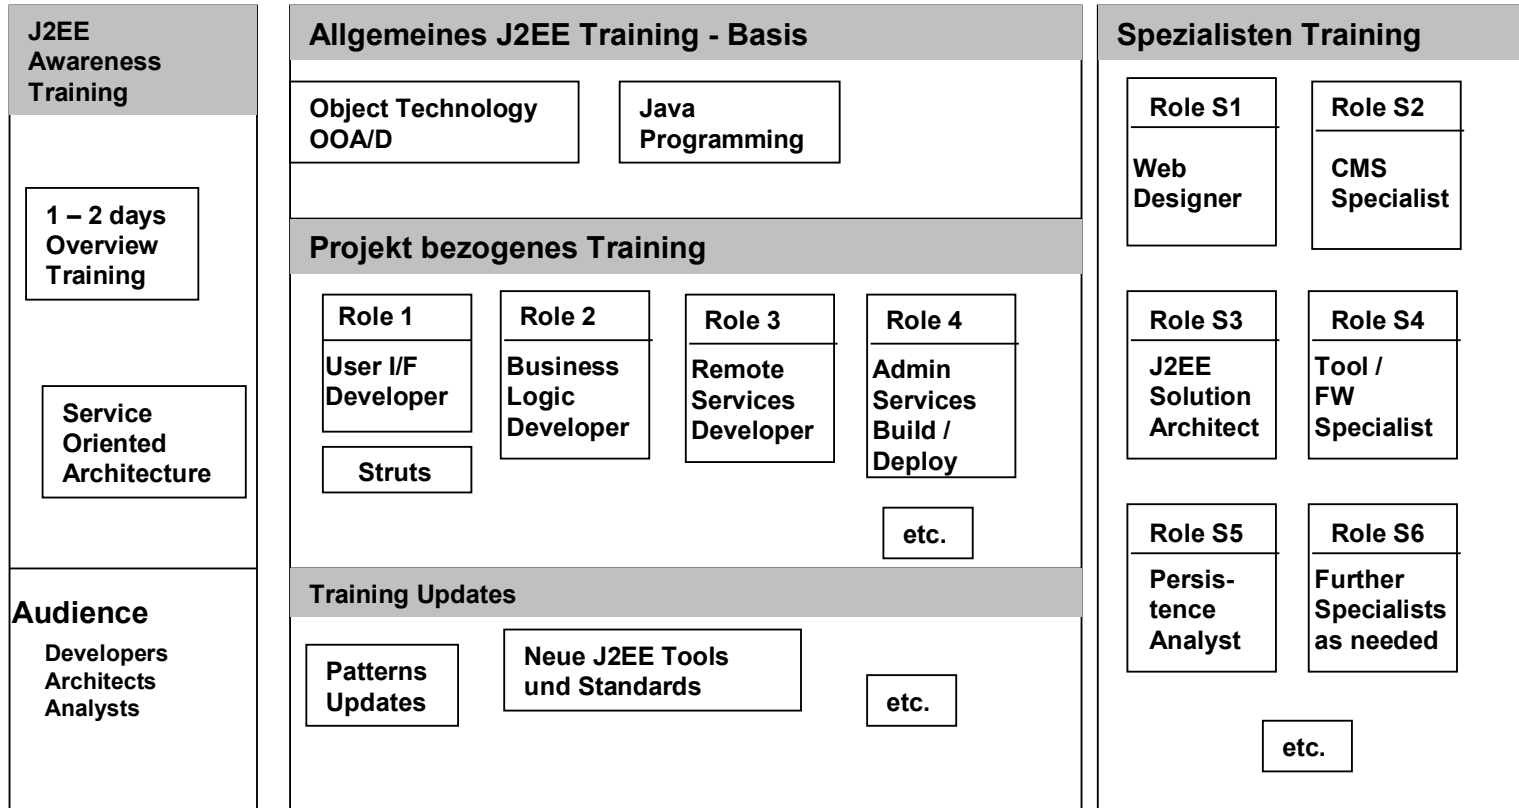 J2EE
Awareness
Training
1 – 2 days
Overview
Training
Service
Oriented
Architecture
Audience
Developers
Architects
Analysts
Allgemeines J2EE Training - Basis
Object Technology
OOA/D
Java
Programming
Projekt bezogenes Training
Role 1
User I/F
Developer
Struts
Role 2
Business
Logic
Developer
Role 3
Remote
Services
Developer
Role 4
Admin
Services
Build /
Deploy
etc.
Training Updates
Patterns
Updates
Neue J2EE Tools
und Standards
etc.
Spezialisten Training
Role S1
Web
Designer
Role S2
CMS
Specialist
Role S3
J2EE
Solution
Architect
Role S4
Tool /
FW
Specialist
Role S5
Persis-
tence
Analyst
Role S6
Further
Specialists
as needed
etc.